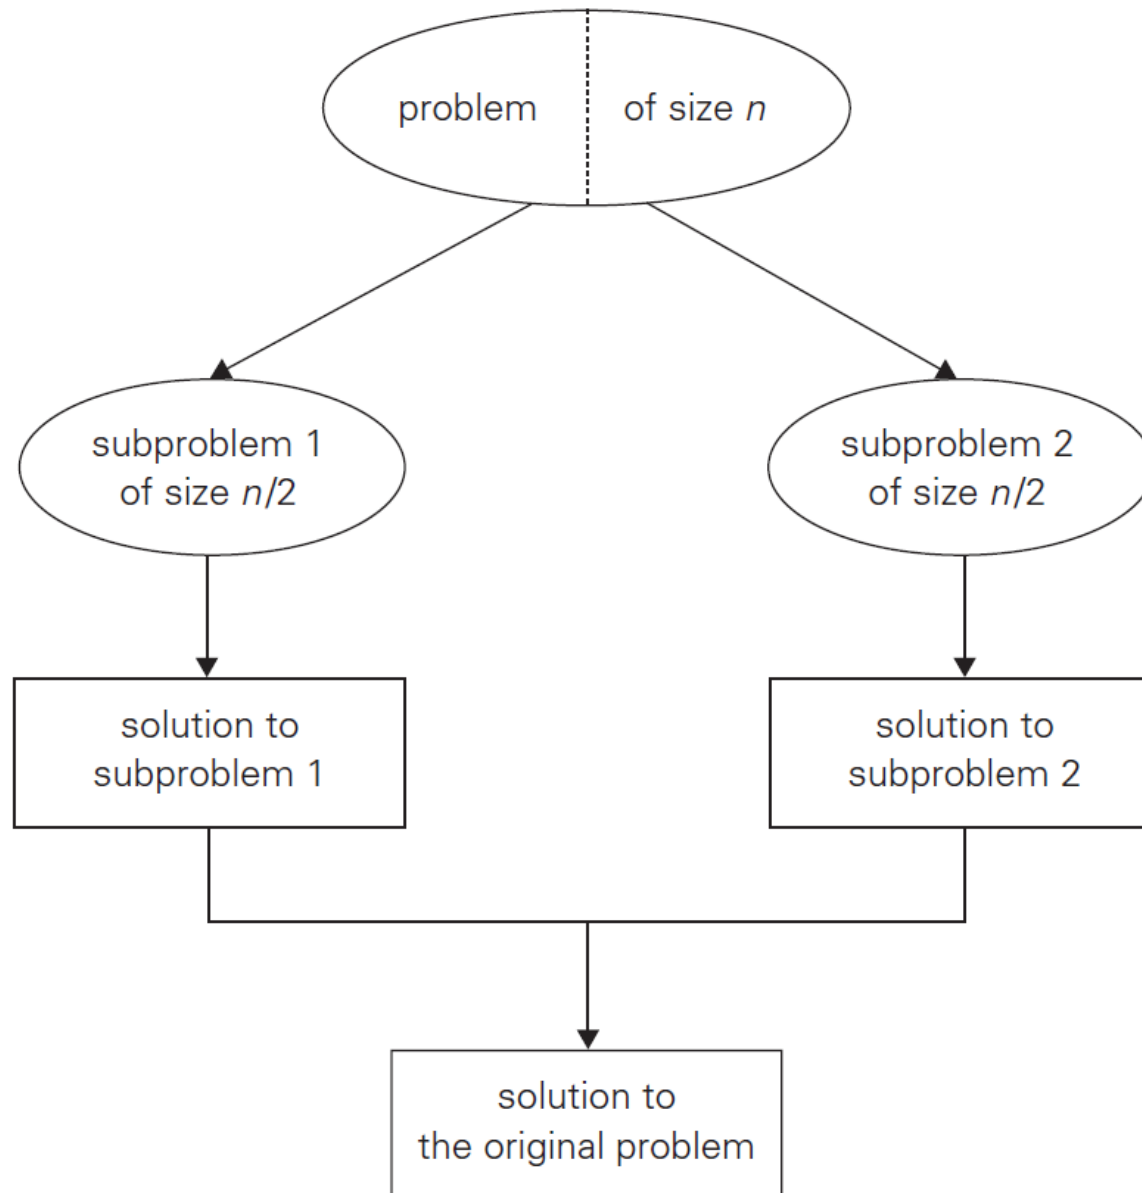 problem of size n
subproblem 1
of size n/2
subproblem 2
of size n/2
solution to
subproblem 1
solution to
subproblem 2
solution to
the original problem